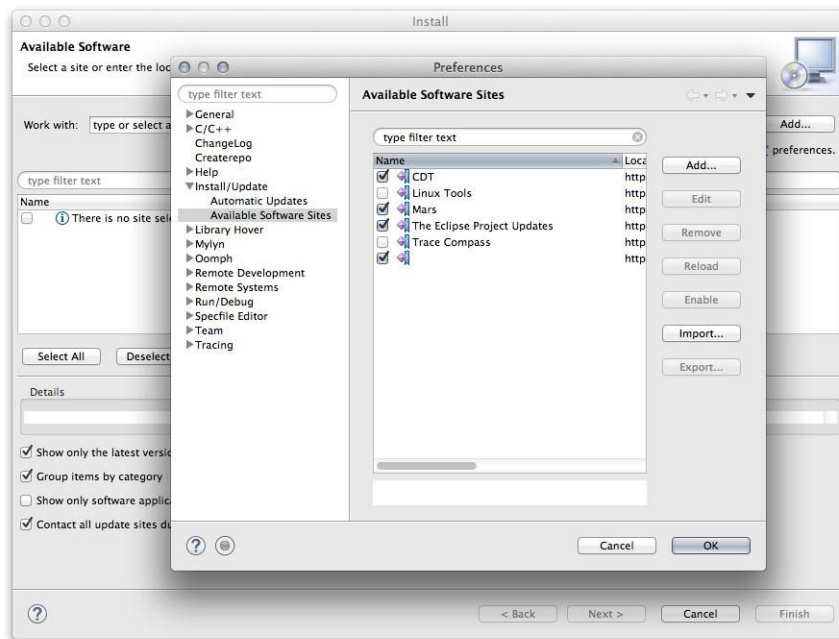 Install
Available Software
Select a site or enter the loc
Work with:
type or select a
Add...
preferences.
type filter text
Name
There is no site sele
Select All
Deselect
Details
Show only the latest versio
Group items by category
Show only software applic
Contact all update sites du
< Back
Next >
Cancel
Finish
Preferences
type filter text
General
C/C++
ChangeLog
Createrepo
Help
Install/Update
Automatic Updates
Available Software Sites
Library Hover
Mylyn
Oomph
Remote Development
Remote Systems
Run/Debug
Specfile Editor
Team
Tracing
Available Software Sites
type filter text
Name Loca
CDT http
Linux Tools http
Mars http
The Eclipse Project Updates http
Trace Compass http
http
Add...
Edit
Remove
Reload
Enable
Import...
Export...
Cancel
OK